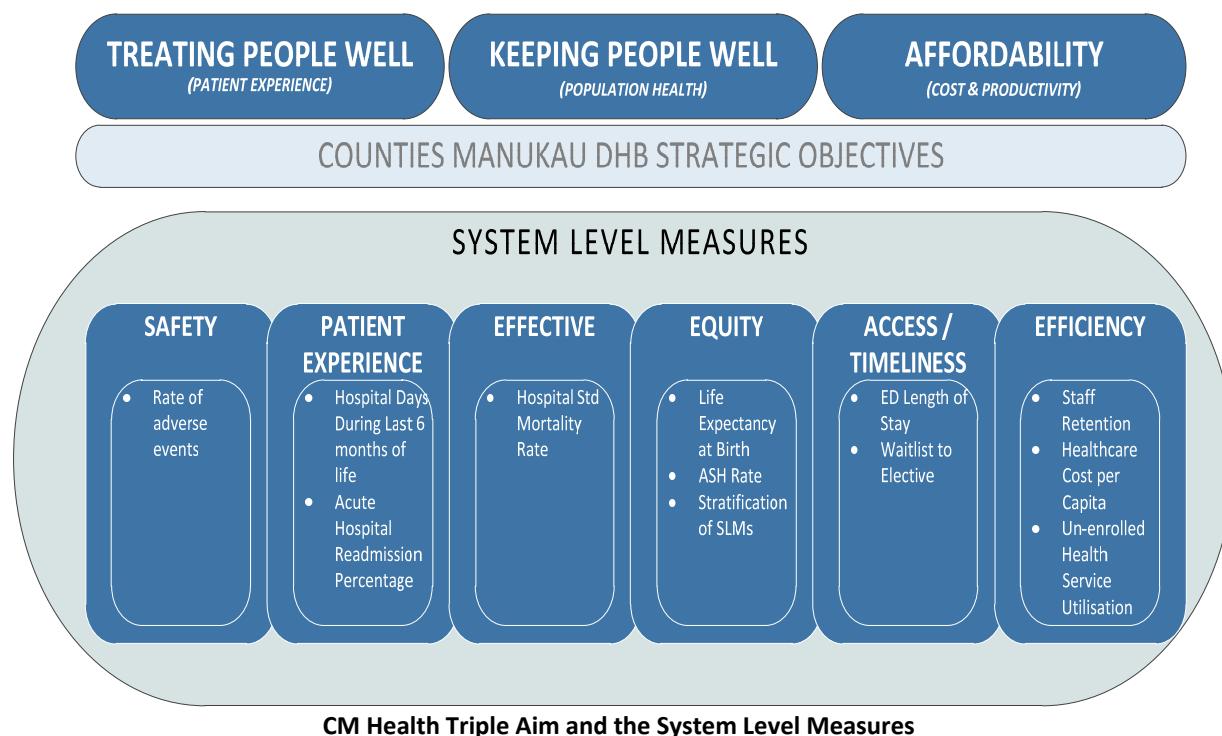 TREATING PEOPLE WELL
(PATIENT EXPERIENCE)
KEEPING PEOPLE WELL
(POPULATION HEALTH)
AFFORDABILITY
(COST & PRODUCTIVITY)
COUNTIES MANUKAU DHB STRATEGIC OBJECTIVES
SYSTEM LEVEL MEASURES
SAFETY
● Rate of
adverse
events
PATIENT
EXPERIENCE
● Hospital Days
During Last 6
months of
life
● Acute
Hospital
Readmission
Percentage
EFFECTIVE
● Hospital Std
Mortality
Rate
EQUITY
● Life
Expectancy
at Birth
● ASH Rate
● Stratification
of SLMs
ACCESS /
TIMELINESS
● ED Length of
Stay
● Waitlist to
Elective
EFFICIENCY
● Staff
Retention
● Healthcare
Cost per
Capita
● Un-enrolled
Health
Service
Utilisation
CM Health Triple Aim and the System Level Measures